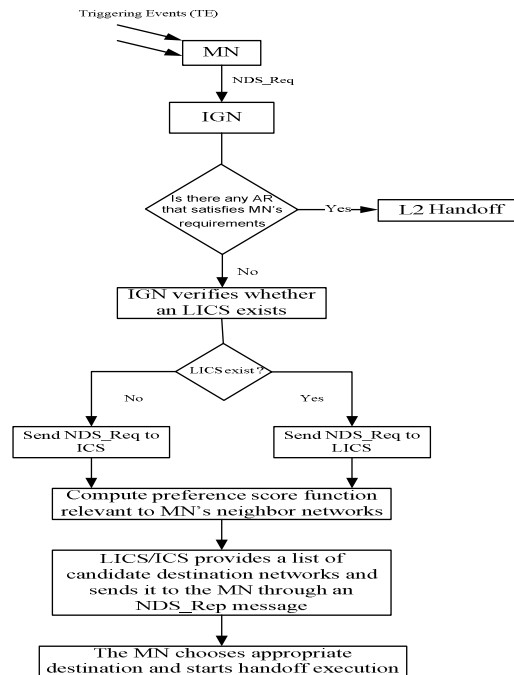 Triggering Events (TE)
MN
NDS_Req
IGN
Is there any AR
that satisfies MN's
requirements
Yes
L2 Handoff
No
IGN verifies whether
an LICS exists
LICS exist?
No
Yes
Send NDS_Req to
ICS
Send NDS_Req to
LICS
Compute preference score function
relevant to MN's neighbor networks
LICS/ICS provides a list of
candidate destination networks and
sends it to the MN through an
NDS_Rep message
The MN chooses appropriate
destination and starts handoff execution